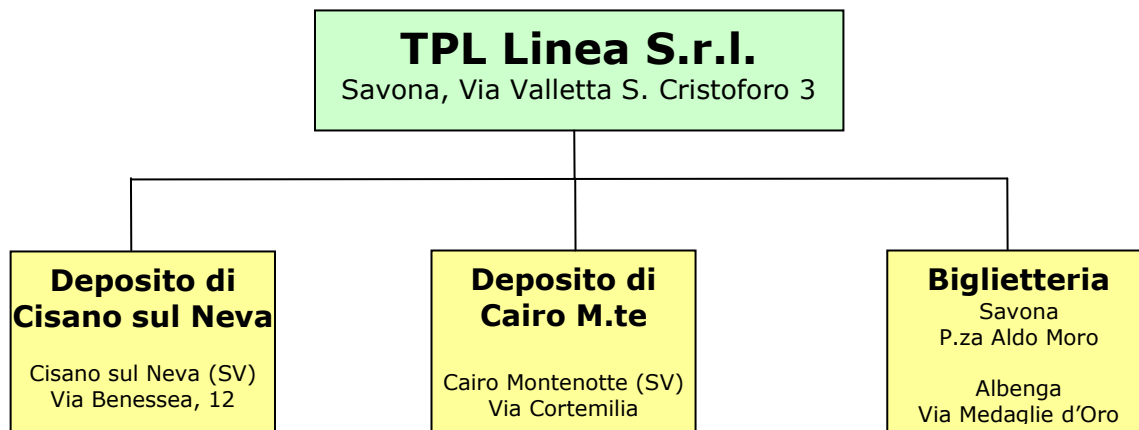 TPL Linea S.r.l.
Savona, Via Valletta S. Cristoforo 3
Deposito di
Cisano sul Neva
Cisano sul Neva (SV)
Via Benessea, 12
Deposito di
Cairo M.te
Cairo Montenotte (SV)
Via Cortemilia
Biglietteria
Savona
P.za Aldo Moro
Albenga
Via Medaglie d’Oro